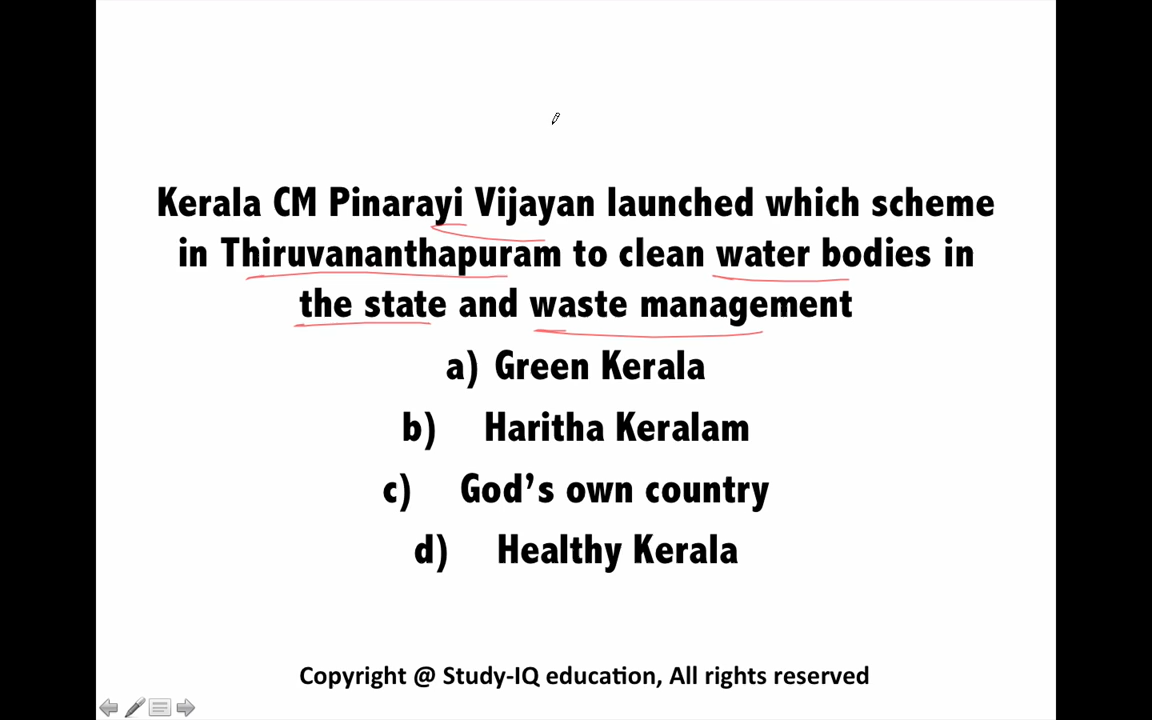 Kerala CM Pinarayi Vijayan launched which scheme
in Thiruvananthapuram to clean water bodies in
the state and waste management
a) Green Kerala
b) Haritha Keralam
c) God’s own country
d) Healthy Kerala
Copyright @ Study-IQ education, All rights reserved